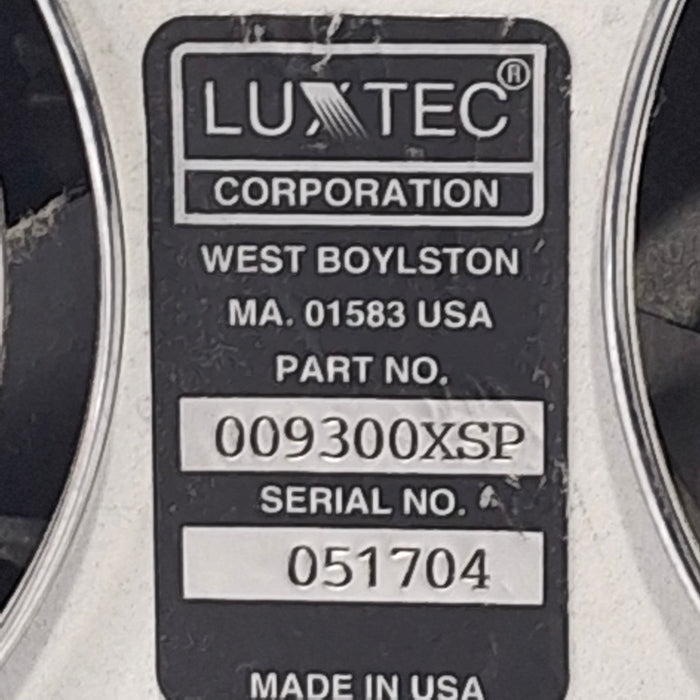 LUXTEC®
CORPORATION
WEST BOYLSTON
MA. 01583 USA
PART NO.
009300XSP
SERIAL NO.
051704
MADE IN USA